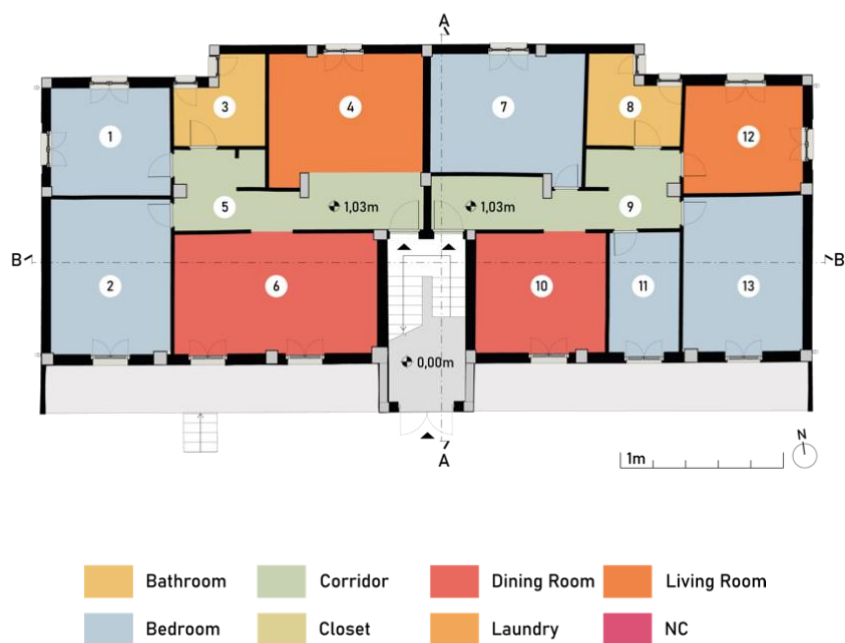 A
3
4
7
8
1
12
5
1,03m
1,03m
9
B
B
2
6
10
11
13
0,00m
A
1m
N
Bathroom
Corridor
Dining Room
Living Room
Bedroom
Closet
Laundry
NC